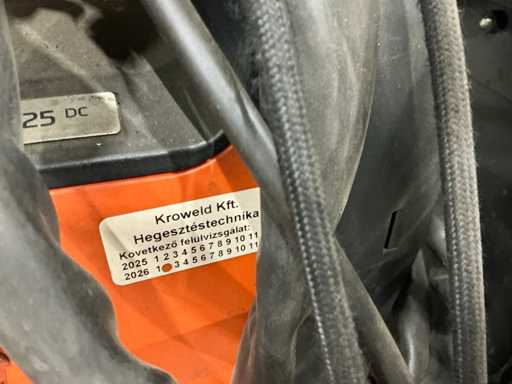 25 DC
Kroweld Kft.
Hegesztéstechnika
Következő felülvizsgálat:
2025 1 2 3 4 5 6 7 8 9 10 11
2026 1 3 4 5 6 7 8 9 10 11